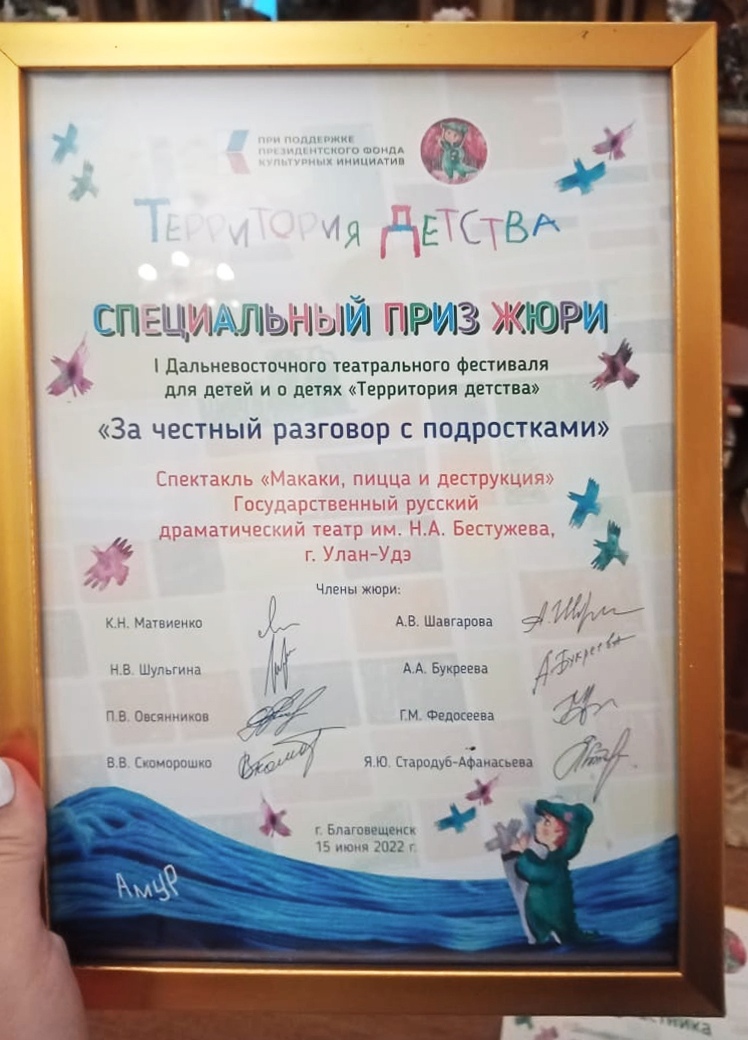 ПРИ ПОДДЕРЖКЕ
ПРЕЗИДЕНТСКОГО ФОНДА
КУЛЬТУРНЫХ ИНИЦИАТИВ
ТЕРРИТОРИЯ ДЕТСТВА
СПЕЦИАЛЬНЫЙ ПРИЗ ЖЮРИ
I Дальневосточного театрального фестиваля
для детей и о детях «Территория детства»
«За честный разговор с подростками»
Спектакль «Макаки, пицца и деструкция»
Государственный русский
драматический театр им. Н.А. Бестужева,
г. Улан-Удэ
Члены жюри:
К.Н. Матвиенко А.В. Шавгарова
Н.В. Шульгина А.А. Букреева А.Букреева
П.В. Овсянников Г.М. Федосеева
В.В. Скоморошко Я.Ю. Стародуб-Афанасьева
г. Благовещенск
15 июня 2022 г.
АМУР